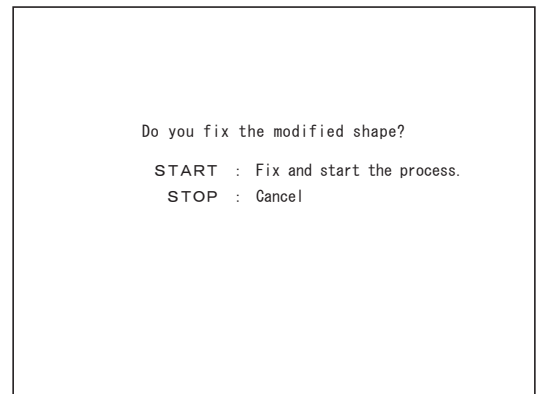 Do you fix the modified shape?
START : Fix and start the process.
STOP : Cancel